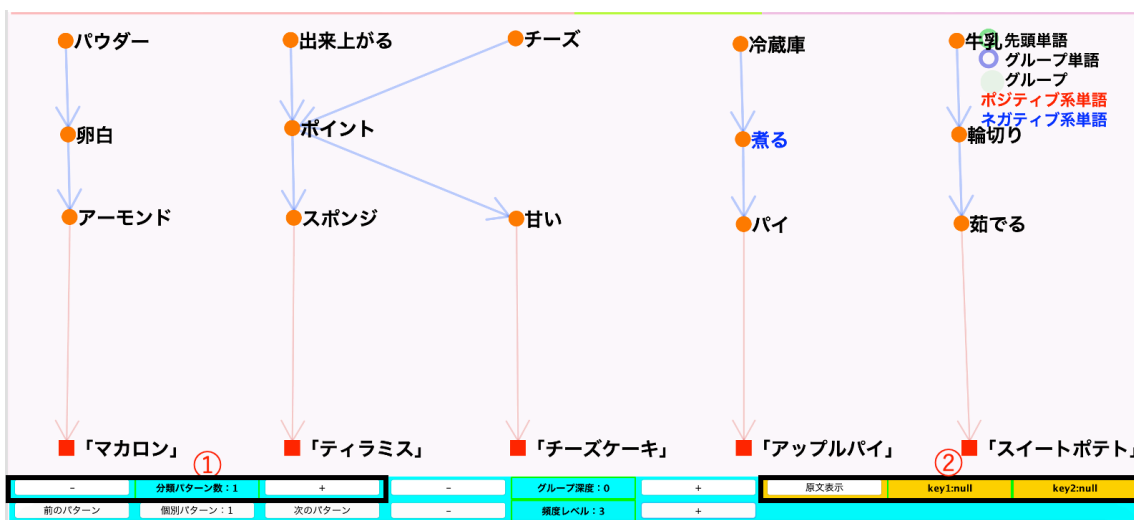 パウダー
出来上がる
チーズ
冷蔵庫
牛乳
先頭単語
グループ単語
グループ
ポジティブ系単語
ネガティブ系単語
卵白
ポイント
煮る
輪切り
アーモンド
スポンジ
甘い
パイ
茹でる
「マカロン」
「ティラミス」
「チーズケーキ」
「アップルパイ」
「スイートポテト」
①
②
-
分類パターン数：1
+
-
グループ深度：0
+
原文表示
key1:null
key2:null
前のパターン
個別パターン：1
次のパターン
-
頻度レベル：3
+